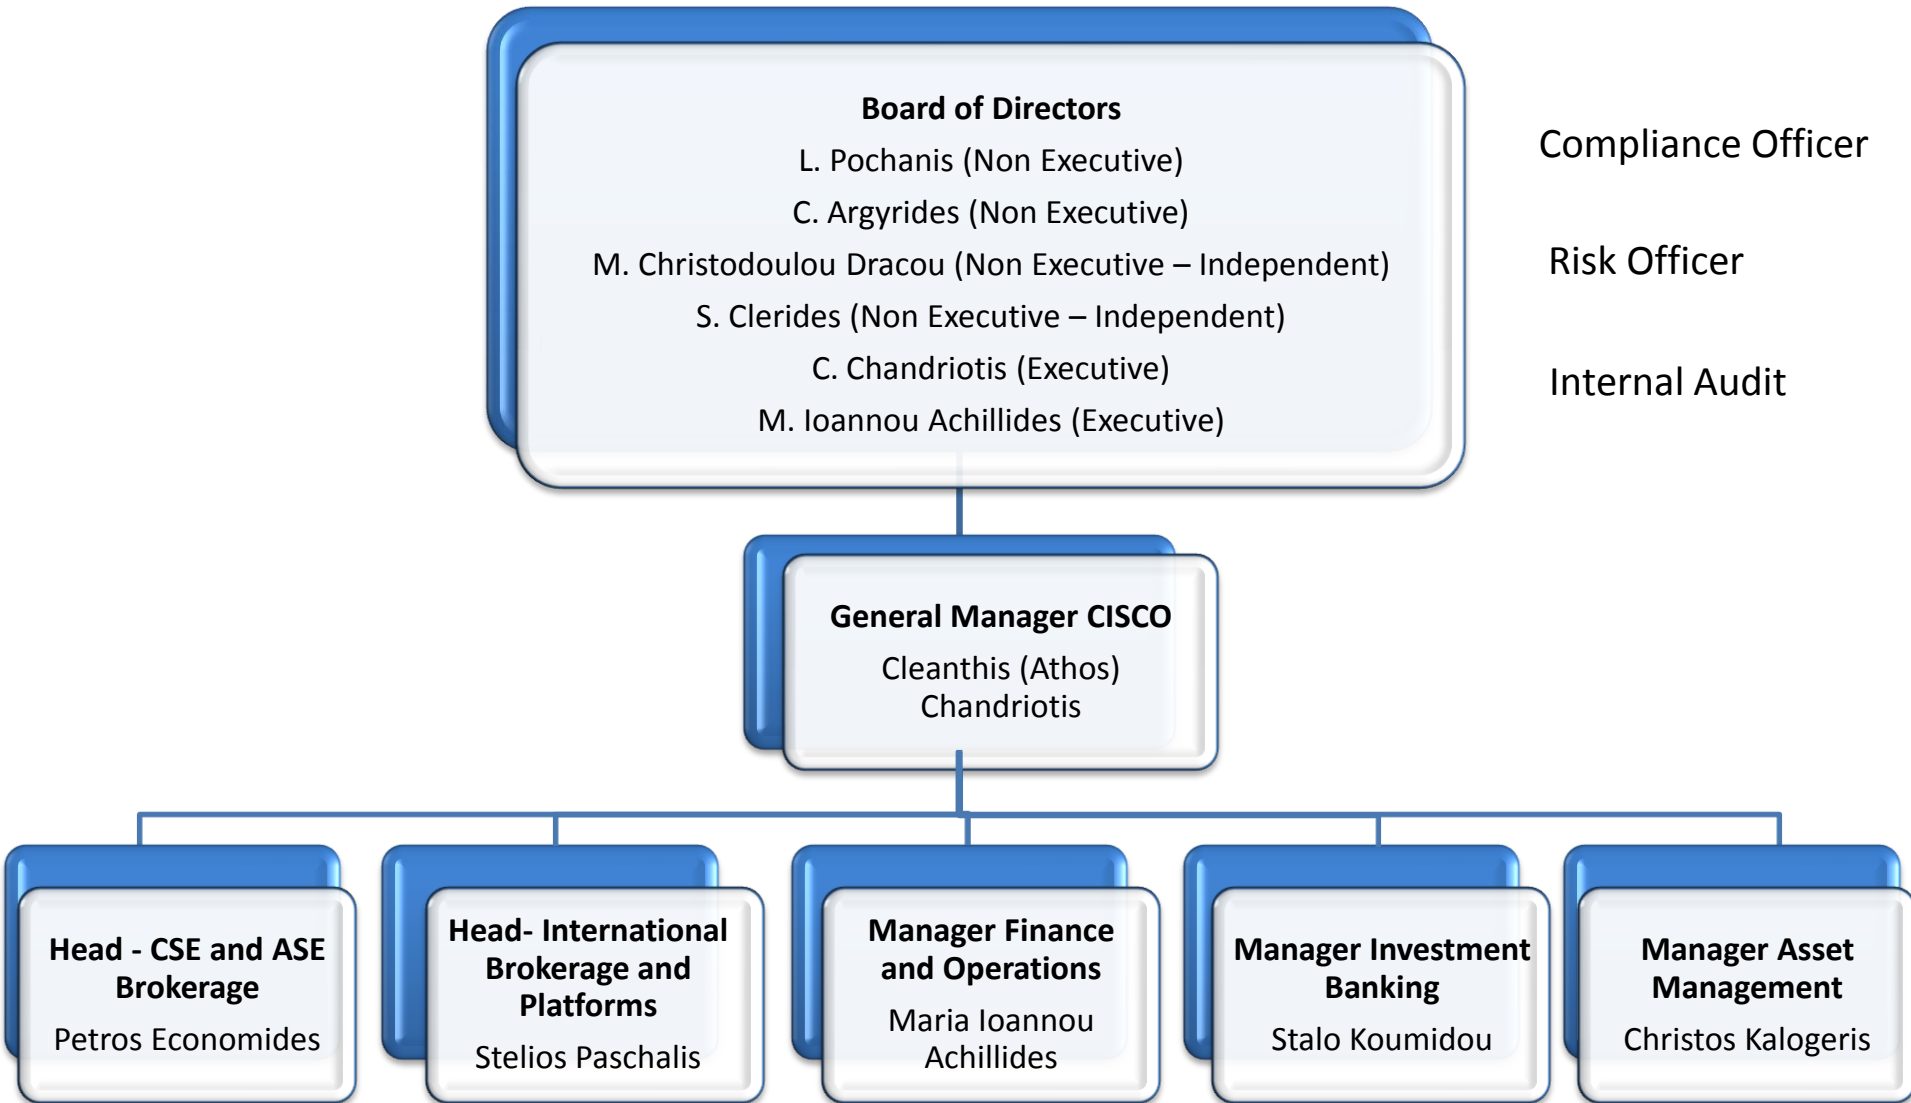 Board of Directors
L. Pochanis (Non Executive)
C. Argyrides (Non Executive)
M. Christodoulou Dracou (Non Executive – Independent)
S. Clerides (Non Executive – Independent)
C. Chandriotis (Executive)
M. Ioannou Achillides (Executive)
Compliance Officer
Risk Officer
Internal Audit
General Manager CISCO
Cleanthis (Athos)
Chandriotis
Head - CSE and ASE
Brokerage
Petros Economides
Head- International
Brokerage and
Platforms
Stelios Paschalis
Manager Finance
and Operations
Maria Ioannou
Achillides
Manager Investment
Banking
Stalo Koumidou
Manager Asset
Management
Christos Kalogeris